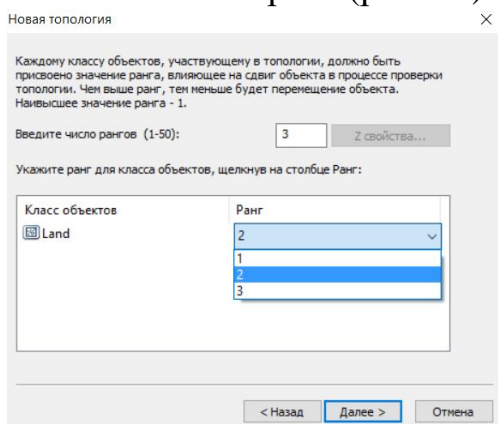 Новая топология
Каждому классу объектов, участвующему в топологии, должно быть
присвоено значение ранга, влияющее на сдвиг объекта в процессе проверки
топологии. Чем выше ранг, тем меньше будет перемещение объекта.
Наивысшее значение ранга - 1.
Введите число рангов (1-50): 3 Z свойства...
Укажите ранг для класса объектов, щелкнув на столбце Ранг:
Класс объектов Ранг
Land 2
1
2
3
< Назад Далее > Отмена